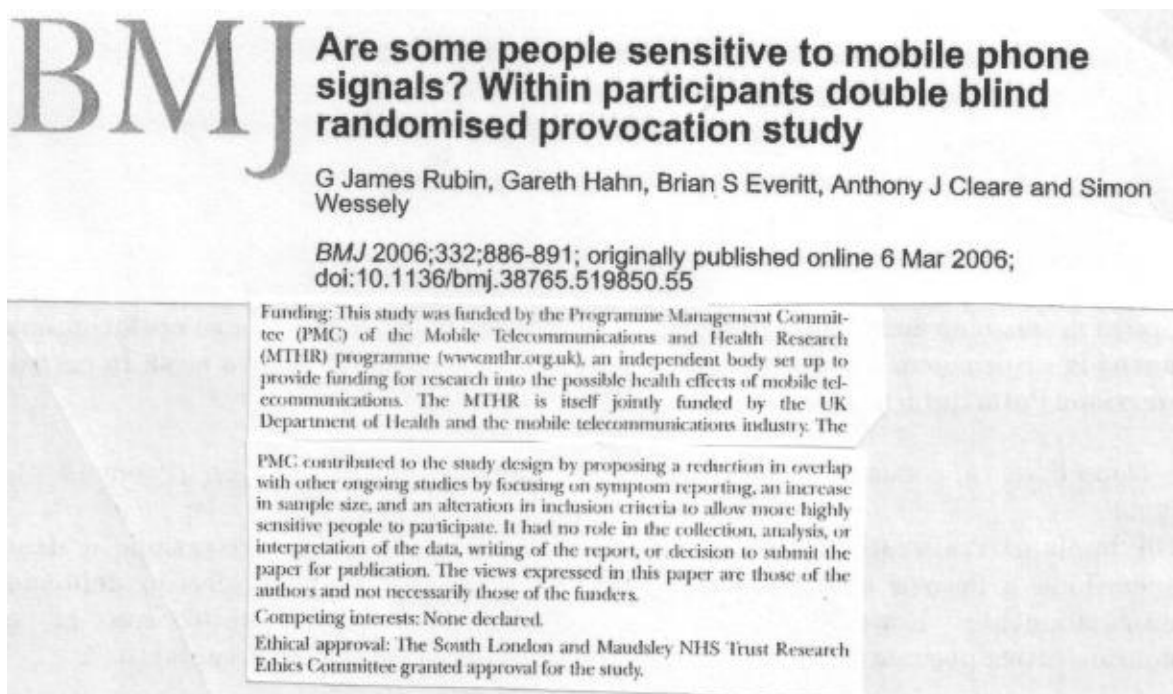 BMJ
Are some people sensitive to mobile phone
signals? Within participants double blind
randomised provocation study
G James Rubin, Gareth Hahn, Brian S Everitt, Anthony J Cleare and Simon
Wessely
BMJ 2006;332;886-891; originally published online 6 Mar 2006;
doi:10.1136/bmj.38765.519850.55
Funding: This study was funded by the Programme Management Commit-
tee (PMC) of the Mobile Telecommunications and Health Research
(MTHR) programme (www.mthr.org.uk), an independent body set up to
provide funding for research into the possible health effects of mobile tel-
ecommunications. The MTHR is itself jointly funded by the UK
Department of Health and the mobile telecommunications industry. The
PMC contributed to the study design by proposing a reduction in overlap
with other ongoing studies by focusing on symptom reporting, an increase
in sample size, and an alteration in inclusion criteria to allow more highly
sensitive people to participate. It had no role in the collection, analysis, or
interpretation of the data, writing of the report, or decision to submit the
paper for publication. The views expressed in this paper are those of the
authors and not necessarily those of the funders.
Competing interests: None declared.
Ethical approval: The South London and Maudsley NHS Trust Research
Ethics Committee granted approval for the study.